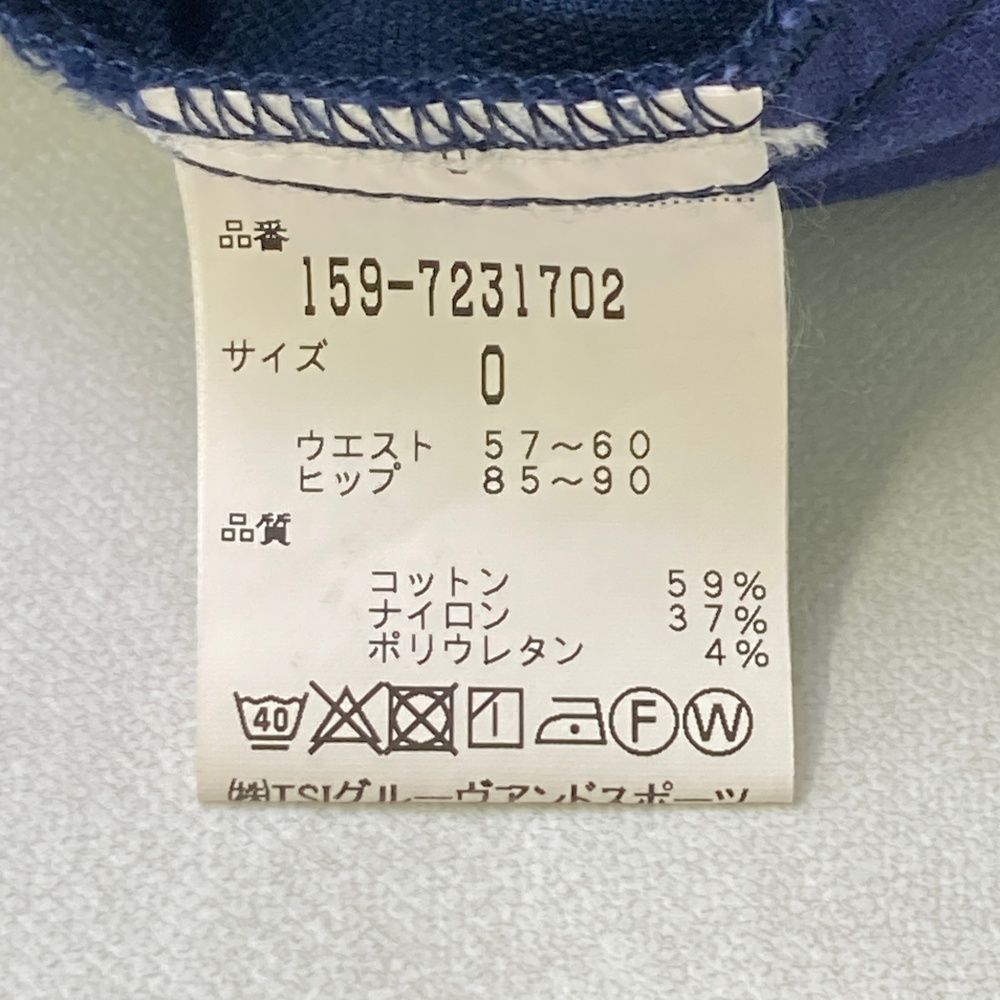 品番
159-7231702
サイズ 0
ウエスト 57～60
ヒップ 85～90
品質
コットン 59%
ナイロン 37%
ポリウレタン 4%
40 F W
㈱TSIグルーヴアンドスポーツ